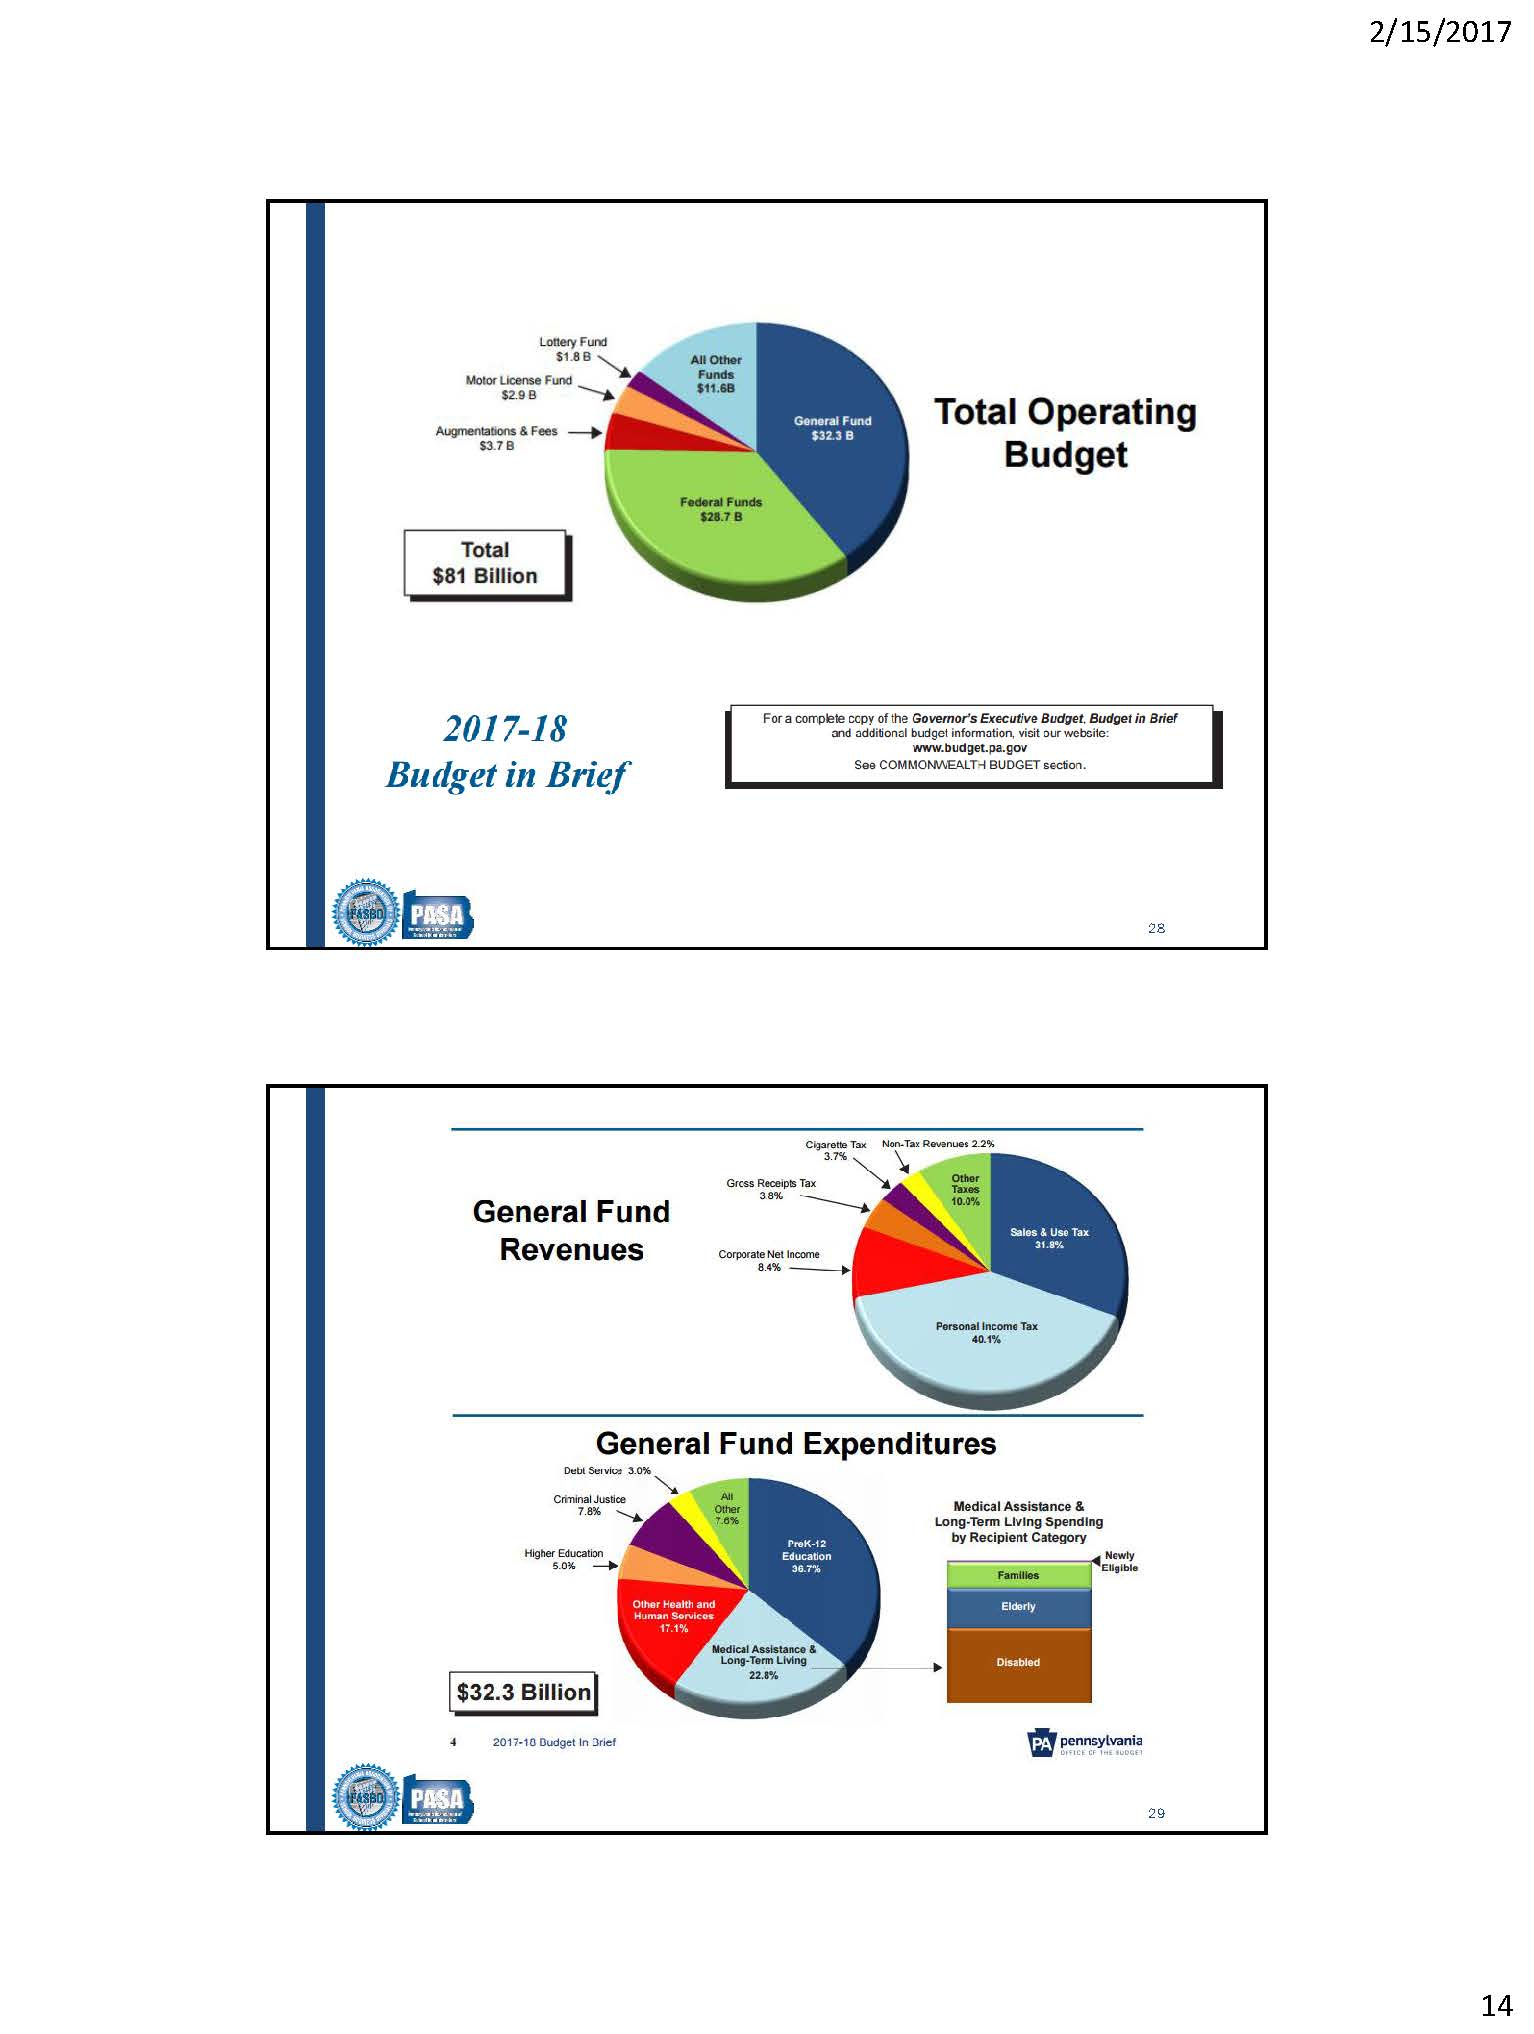 2/15/2017
Lottery Fund
$1.8 B
Motor License Fund
$2.9 B
Augmentations & Fees
$3.7 B
All Other
Funds
$11.6B
General Fund
$32.3 B
Federal Funds
$28.7 B
Total Operating
Budget
Total
$81 Billion
2017-18
Budget in Brief
For a complete copy of the Governor's Executive Budget, Budget in Brief
and additional budget information, visit our website:
www.budget.pa.gov
See COMMONWEALTH BUDGET section.
PASBO
PASA
28
General Fund
Revenues
Cigarette Tax
3.7%
Non-Tax Revenues 2.2%
Gross Receipts Tax
3.8%
Corporate Net Income
8.4%
Other
Taxes
10.0%
Sales & Use Tax
31.8%
Personal Income Tax
40.1%
General Fund Expenditures
Debt Service 3.0%
Criminal Justice
7.8%
Higher Education
5.0%
All
Other
7.6%
PreK-12
Education
36.7%
Other Health and
Human Services
17.1%
Medical Assistance &
Long-Term Living
22.8%
Medical Assistance &
Long-Term Living Spending
by Recipient Category
Newly
Eligible
Families
Elderly
Disabled
$32.3 Billion
4 2017-18 Budget In Brief
PA pennsylvania
OFFICE OF THE BUDGET
PASBO
PASA
29
14